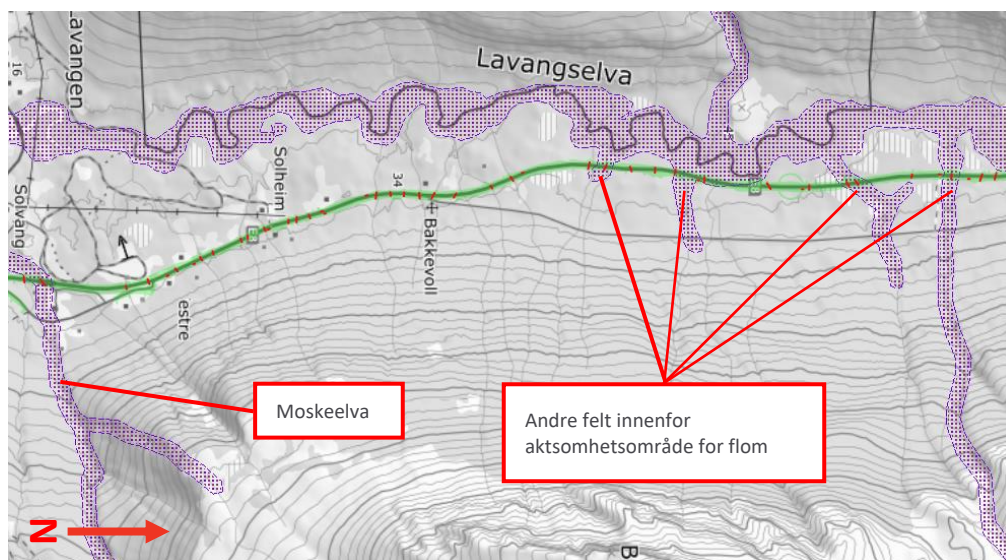 Lavangselva
Lavangen
16
Solheim
34
Bakkevoll
Solvang
estre
Moskeelva
Andre felt innenfor
aktsomhetsområde for flom
N
B